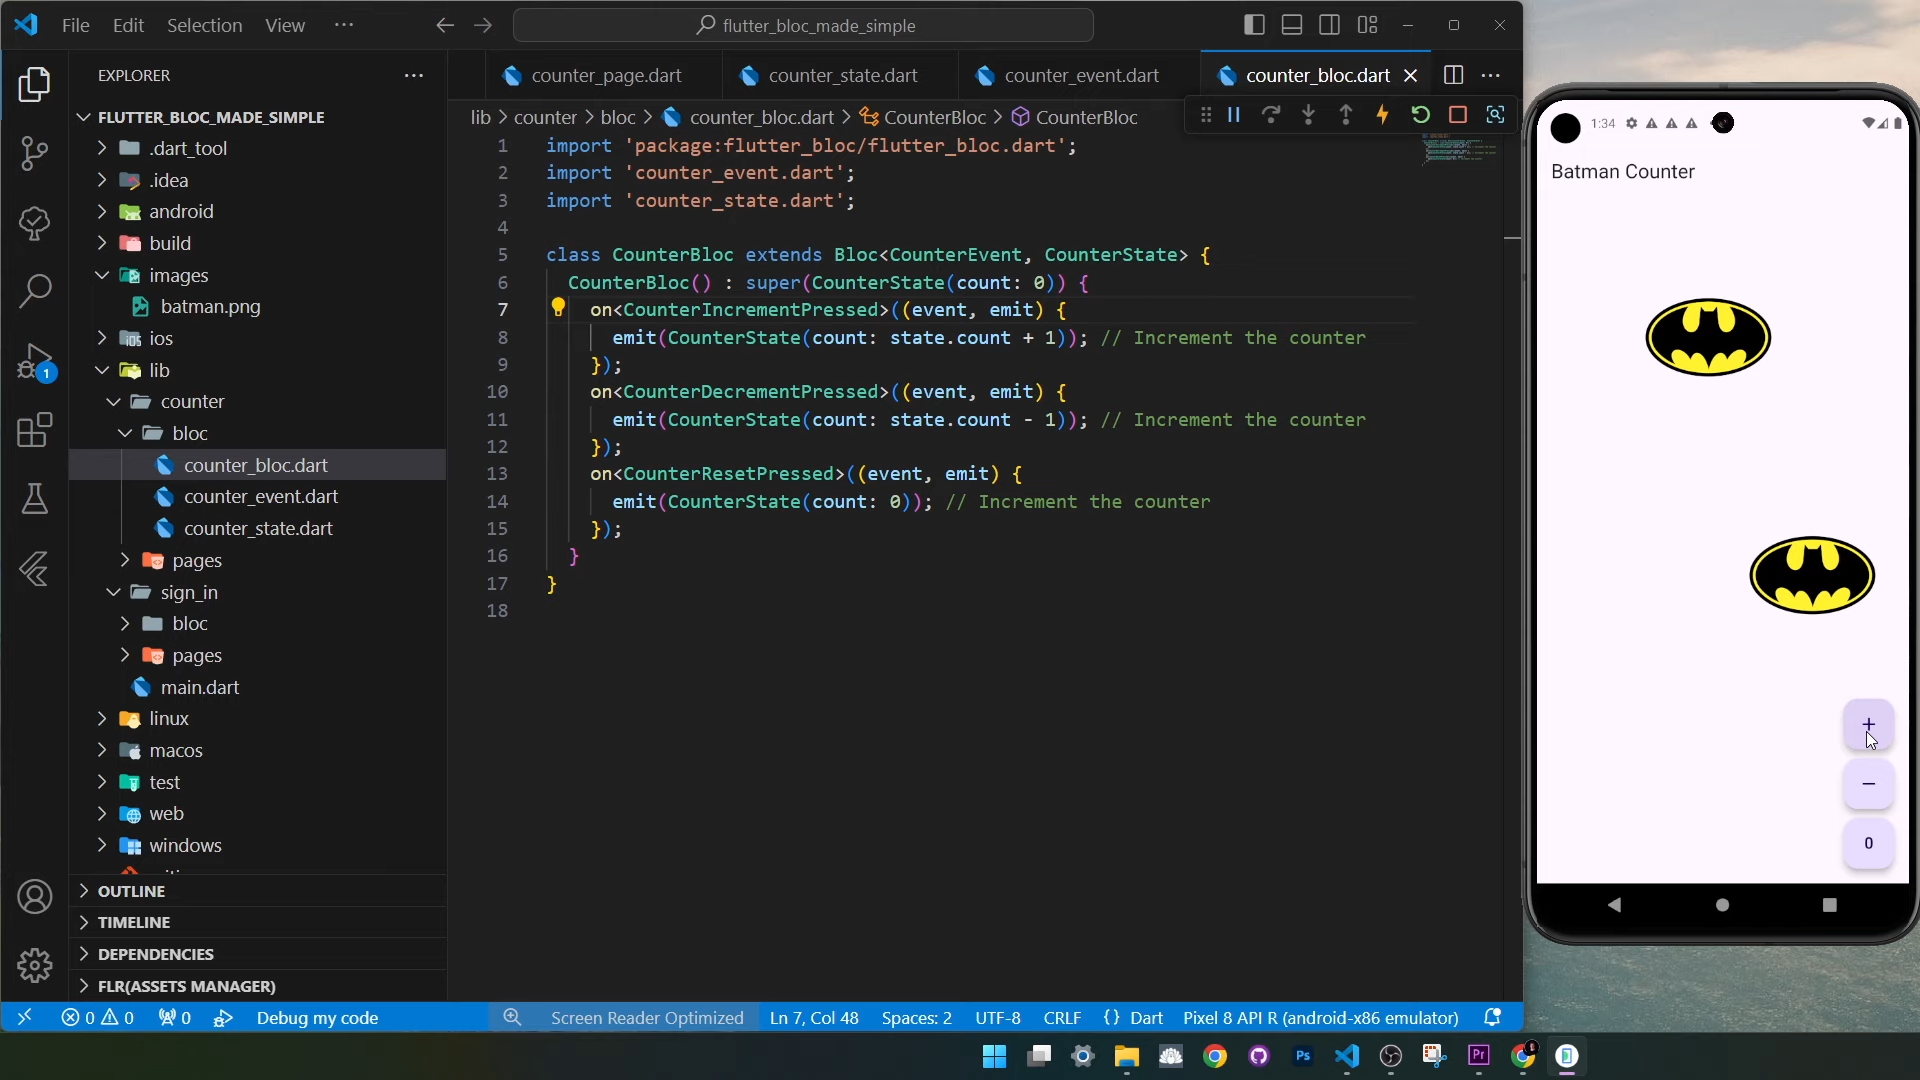 File Edit Selection View ··· flutter_bloc_made_simple
EXPLORER
FLUTTER_BLOC_MADE_SIMPLE
.dart_tool
.idea
android
build
images
batman.png
ios
lib
counter
bloc
counter_bloc.dart
counter_event.dart
counter_state.dart
pages
sign_in
bloc
pages
main.dart
linux
macos
test
web
windows
OUTLINE
TIMELINE
DEPENDENCIES
FLR(ASSETS MANAGER)
1
counter_page.dart counter_state.dart counter_event.dart counter_bloc.dart
lib > counter > bloc > counter_bloc.dart > CounterBloc > CounterBloc
1 import 'package:flutter_bloc/flutter_bloc.dart';
2 import 'counter_event.dart';
3 import 'counter_state.dart';
4
5 class CounterBloc extends Bloc<CounterEvent, CounterState> {
6 CounterBloc() : super(CounterState(count: 0)) {
7 on<CounterIncrementPressed>((event, emit) {
8 emit(CounterState(count: state.count + 1)); // Increment the counter
9 });
10 on<CounterDecrementPressed>((event, emit) {
11 emit(CounterState(count: state.count - 1)); // Increment the counter
12 });
13 on<CounterResetPressed>((event, emit) {
14 emit(CounterState(count: 0)); // Increment the counter
15 });
16 }
17 }
18
0 0 0 Debug my code Screen Reader Optimized Ln 7, Col 48 Spaces: 2 UTF-8 CRLF {} Dart Pixel 8 API R (android-x86 emulator)
1:34
Batman Counter
+
−
0
Ps
Pr